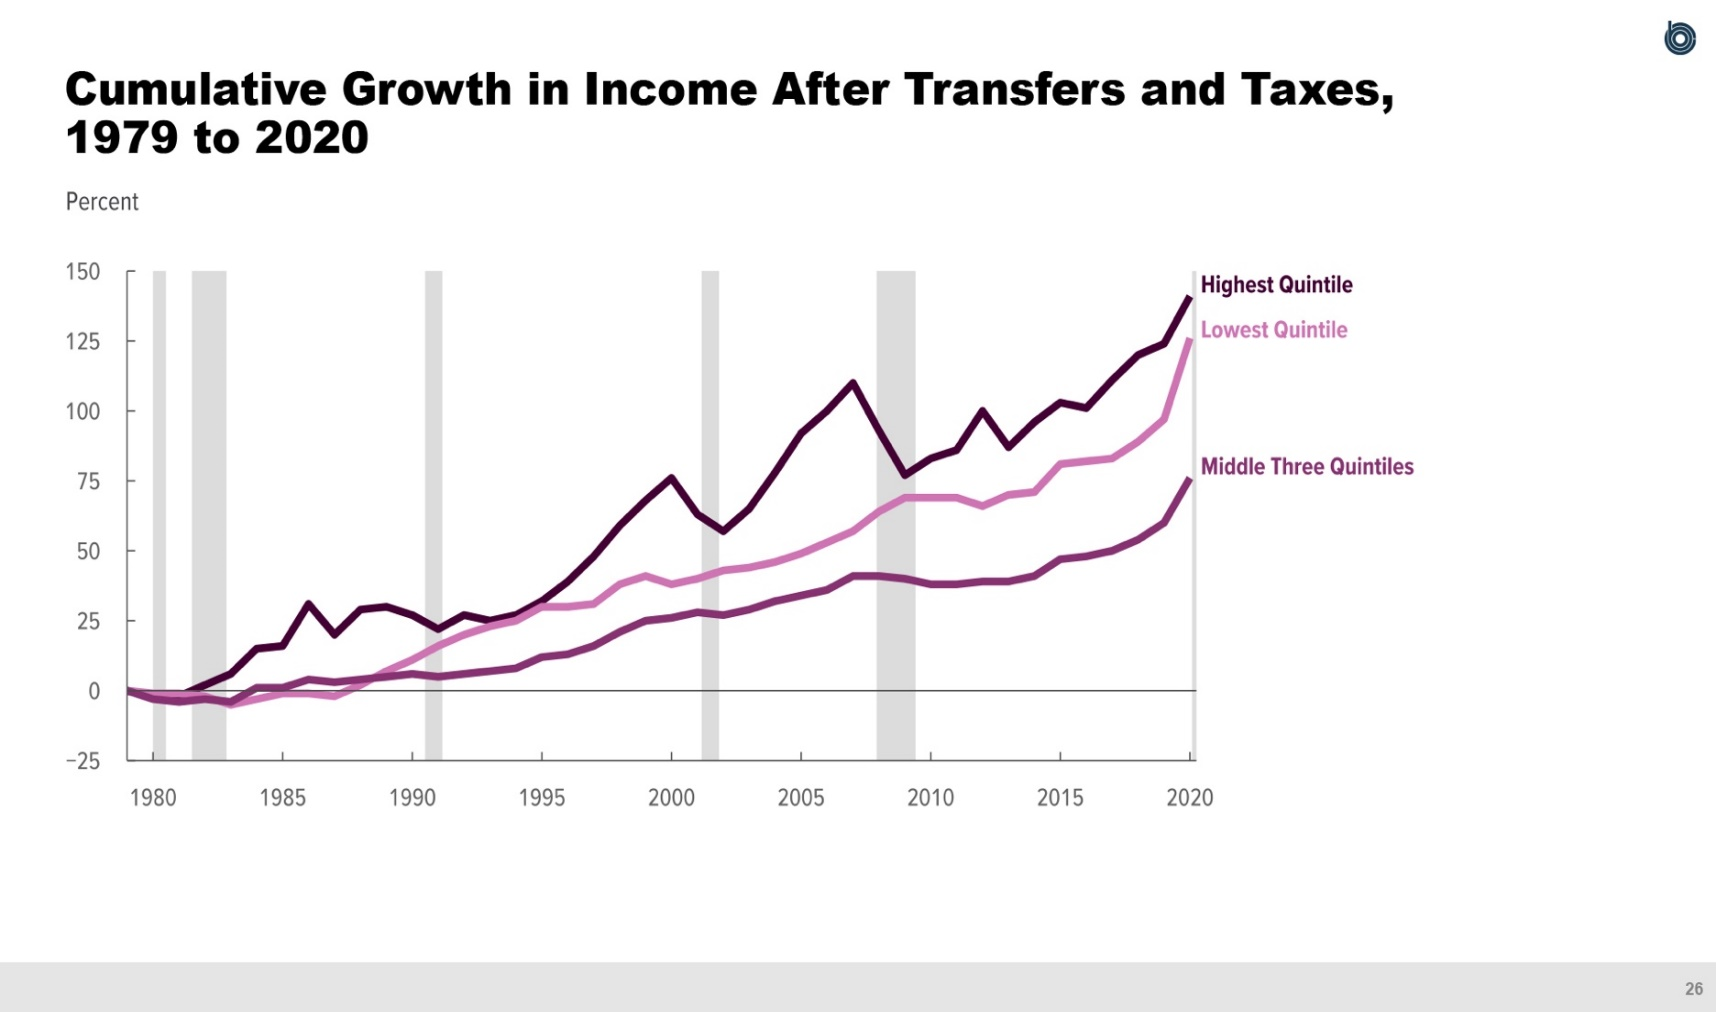 Cumulative Growth in Income After Transfers and Taxes,
1979 to 2020
Percent
150
125
100
75
50
25
0
−25
Highest Quintile
Lowest Quintile
Middle Three Quintiles
1980 1985 1990 1995 2000 2005 2010 2015 2020
26